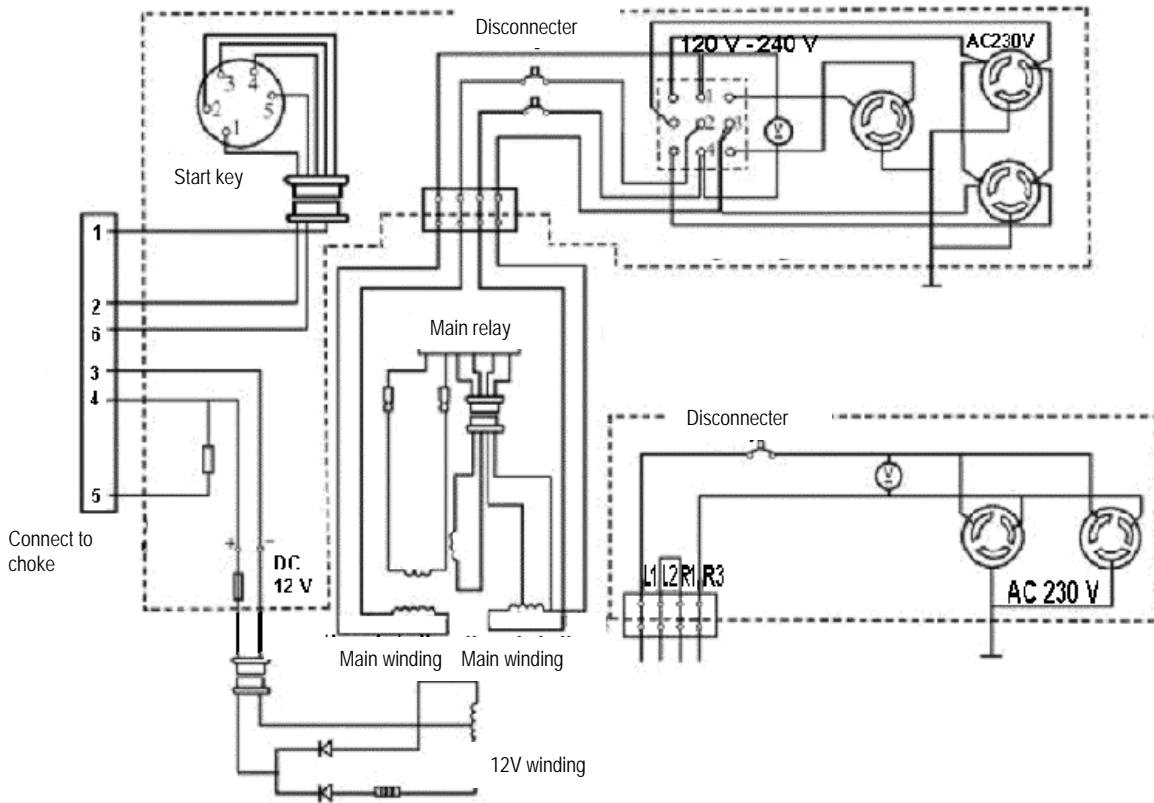 Disconnecter
120 V - 240 V
AC230V
3 4
2 5
1
1
2 3
4
V
Start key
1
2
6
3
4
5
Connect to
choke
+ -
DC
12 V
Main relay
Main winding Main winding
12V winding
Disconnecter
V
L1 L2 R1 R3
AC 230 V